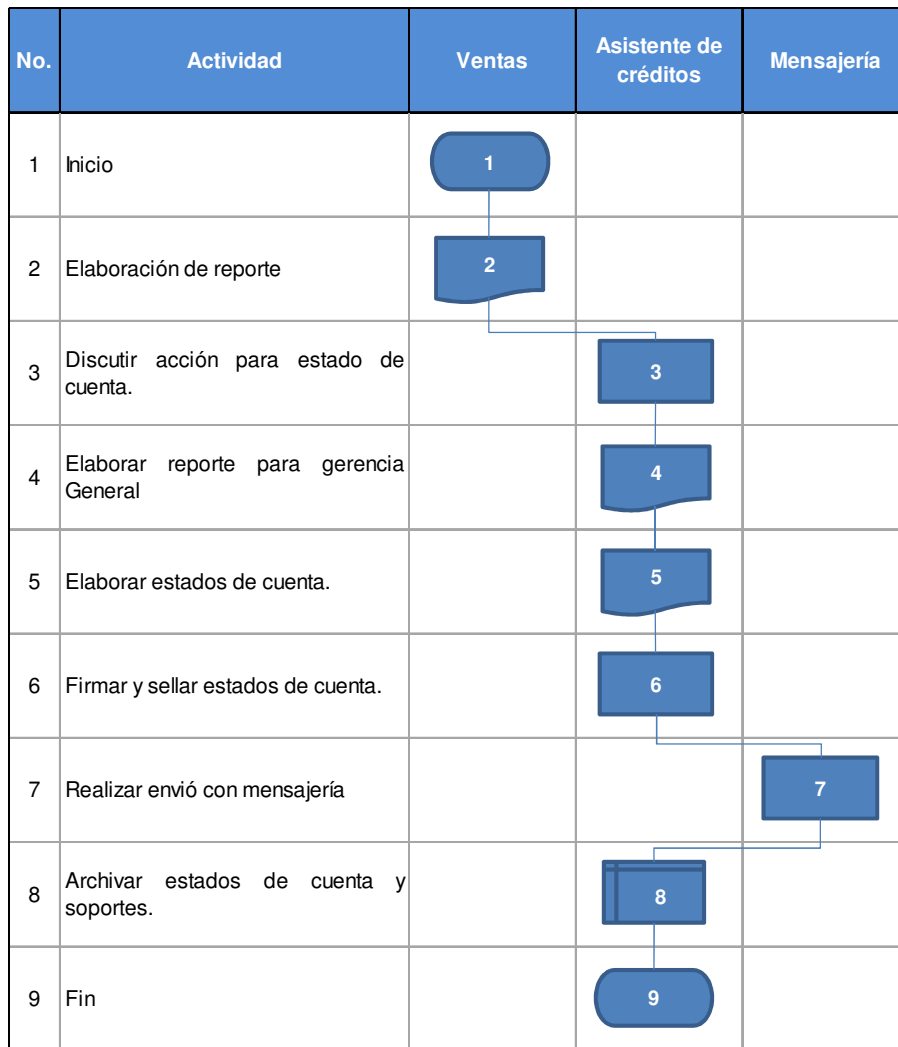 No. Actividad Ventas Asistente de créditos Mensajería
1 Inicio 1
2 Elaboración de reporte 2
3 Discutir acción para estado de
cuenta. 3
4 Elaborar reporte para gerencia
General 4
5 Elaborar estados de cuenta. 5
6 Firmar y sellar estados de cuenta. 6
7 Realizar envió con mensajería 7
8 Archivar estados de cuenta y
soportes. 8
9 Fin 9